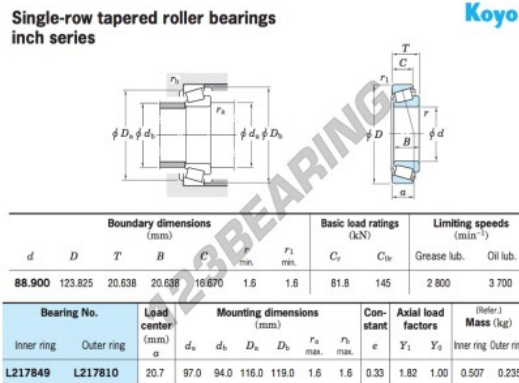 Single-row tapered roller bearings
inch series
Koyo
T
C
r1
r
rb
ra
φDa φdb
φda φDb
φD
B
φd
a
123BEARING
Boundary dimensions (mm)
Basic load ratings (kN)
Limiting speeds (min⁻¹)
d D T B C r min. r1 min. Cr C0r Grease lub. Oil lub.
88.900 123.825 20.638 20.638 16.670 1.6 1.6 81.8 145 2 800 3 700
Bearing No.
Load center (mm) a
Mounting dimensions (mm)
Constant e
Axial load factors
(Refer.) Mass (kg)
Inner ring Outer ring da db Da Db ra max. rb max. Y1 Y0 Inner ring Outer rin
L217849 L217810 20.7 97.0 94.0 116.0 119.0 1.6 1.6 0.33 1.82 1.00 0.507 0.235